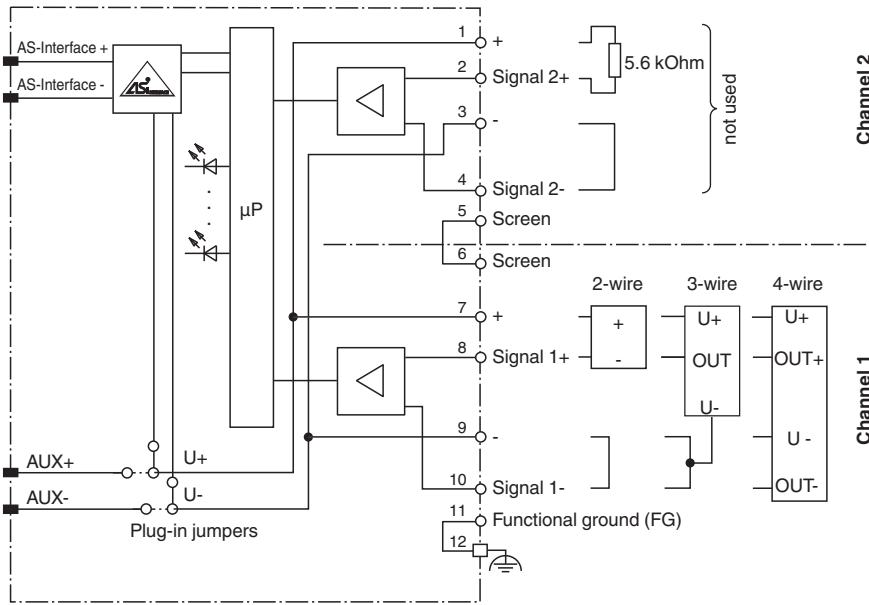 AS-Interface +
AS-Interface -
AS-Interface
µP
1
+
2
Signal 2+
3
-
4
Signal 2-
5
Screen
6
Screen
5.6 kOhm
not used
Channel 2
7
+
8
Signal 1+
9
-
10
Signal 1-
11
Functional ground (FG)
12
2-wire
3-wire
4-wire
+
-
U+
OUT
U-
U+
OUT+
U -
OUT-
Channel 1
AUX+
U+
AUX-
U-
Plug-in jumpers